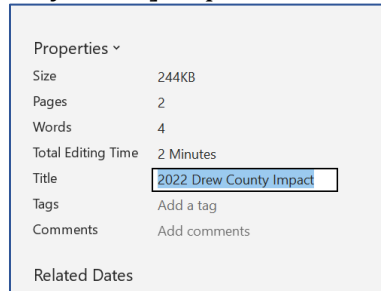 Properties
Size 244KB
Pages 2
Words 4
Total Editing Time 2 Minutes
Title 2022 Drew County Impact
Tags Add a tag
Comments Add comments
Related Dates